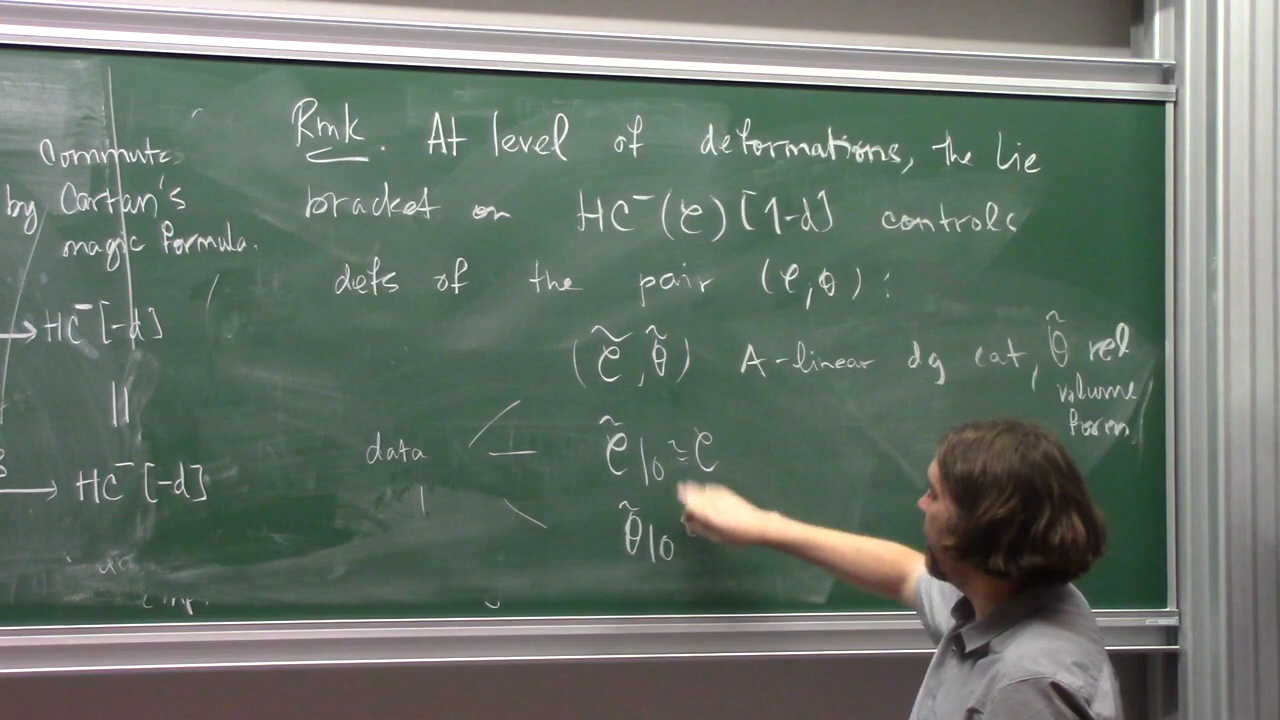 Commute
by Cartan's
magic formula.
→ HC⁻[-d]
||
→ HC⁻[-d]
Rmk. At level of deformations, the Lie
bracket on HC⁻(𝒞)[1-d] controls
defs of the pair (𝒞, θ):
(𝒞̃, θ̃) A-linear dg cat, θ̃ rel
volume
form
data — 𝒞̃|₀ ≃ 𝒞
θ̃|₀